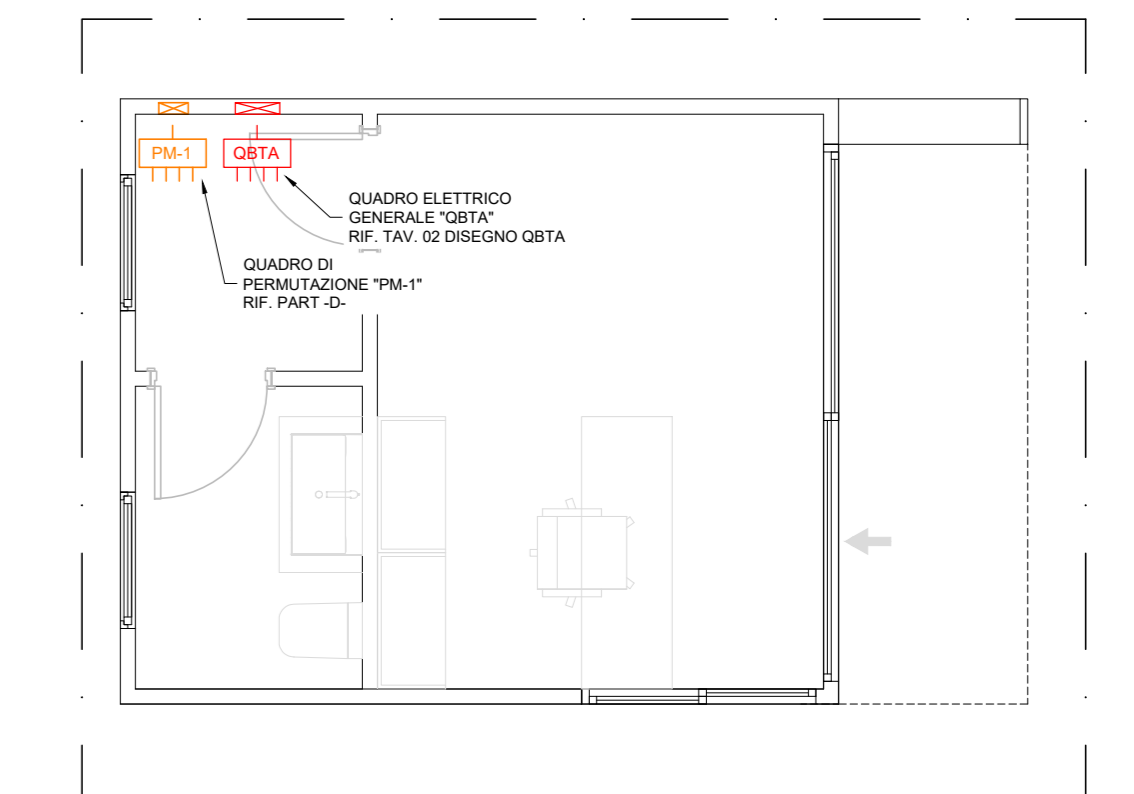 PM-1
QBTA
QUADRO ELETTRICO
GENERALE "QBTA"
RIF. TAV. 02 DISEGNO QBTA
QUADRO DI
PERMUTAZIONE "PM-1"
RIF. PART -D-